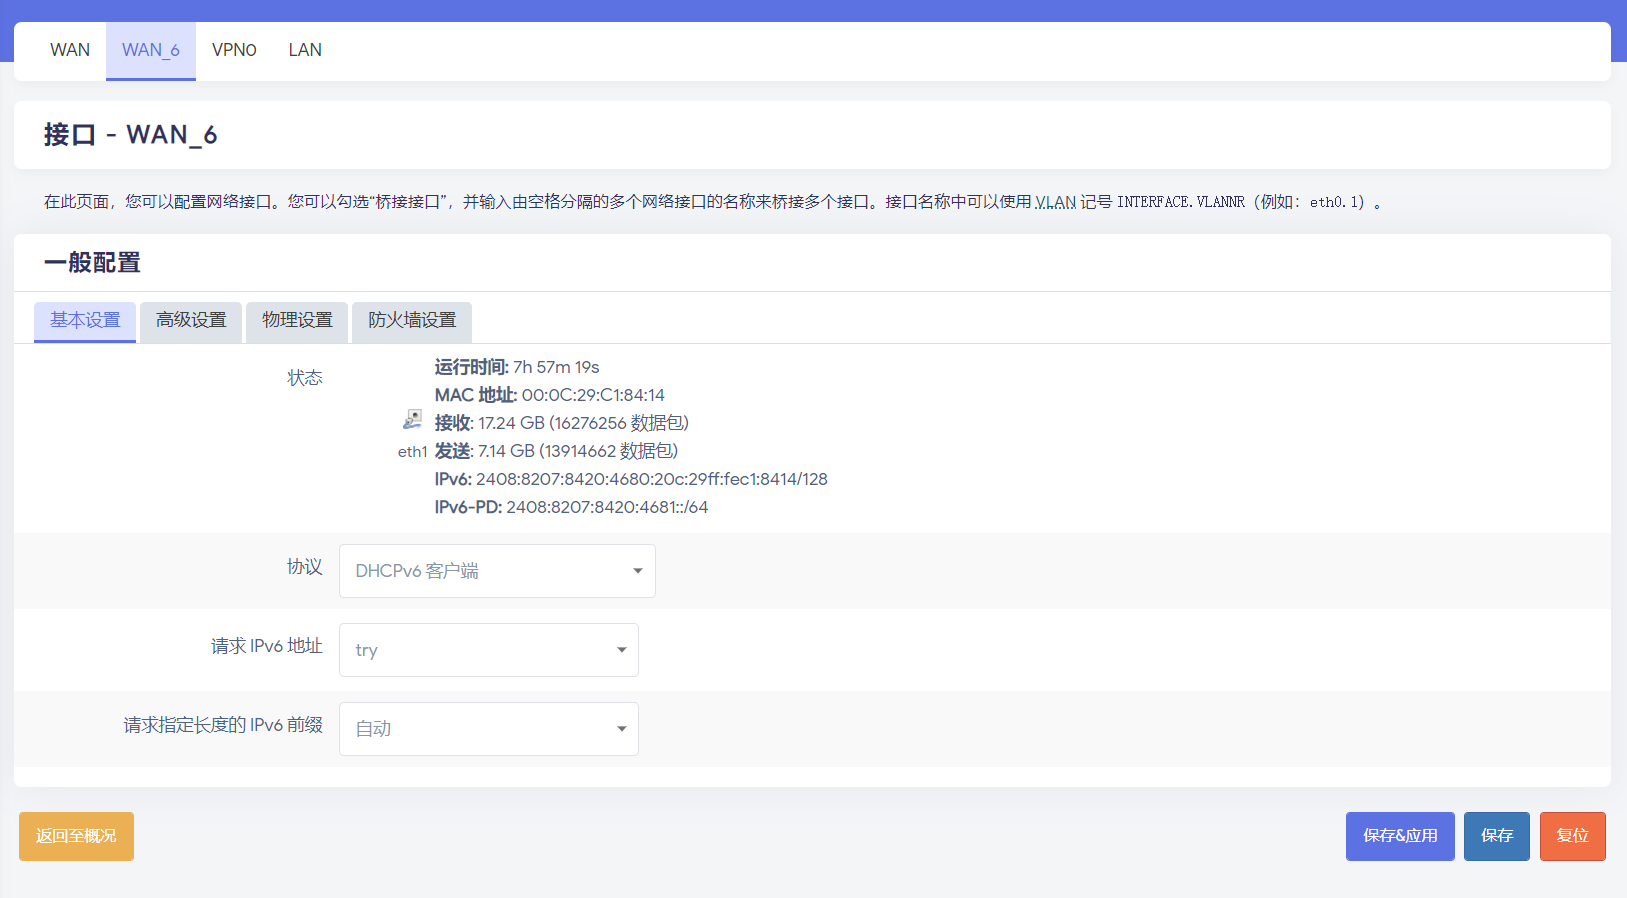 WAN WAN_6 VPN0 LAN
接口 - WAN_6
在此页面，您可以配置网络接口。您可以勾选“桥接接口”，并输入由空格分隔的多个网络接口的名称来桥接多个接口。接口名称中可以使用 VLAN 记号 INTERFACE.VLANNR（例如：eth0.1）。
一般配置
基本设置 高级设置 物理设置 防火墙设置
状态
eth1
运行时间: 7h 57m 19s
MAC 地址: 00:0C:29:C1:84:14
接收: 17.24 GB (16276256 数据包)
发送: 7.14 GB (13914662 数据包)
IPv6: 2408:8207:8420:4680:20c:29ff:fec1:8414/128
IPv6-PD: 2408:8207:8420:4681::/64
协议 DHCPv6 客户端
请求 IPv6 地址 try
请求指定长度的 IPv6 前缀 自动
返回至概况 保存&应用 保存 复位